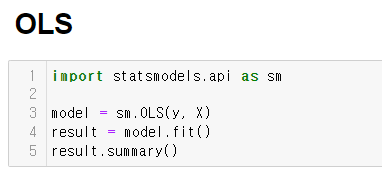 OLS
1 import statsmodels.api as sm
2
3 model = sm.OLS(y, X)
4 result = model.fit()
5 result.summary()